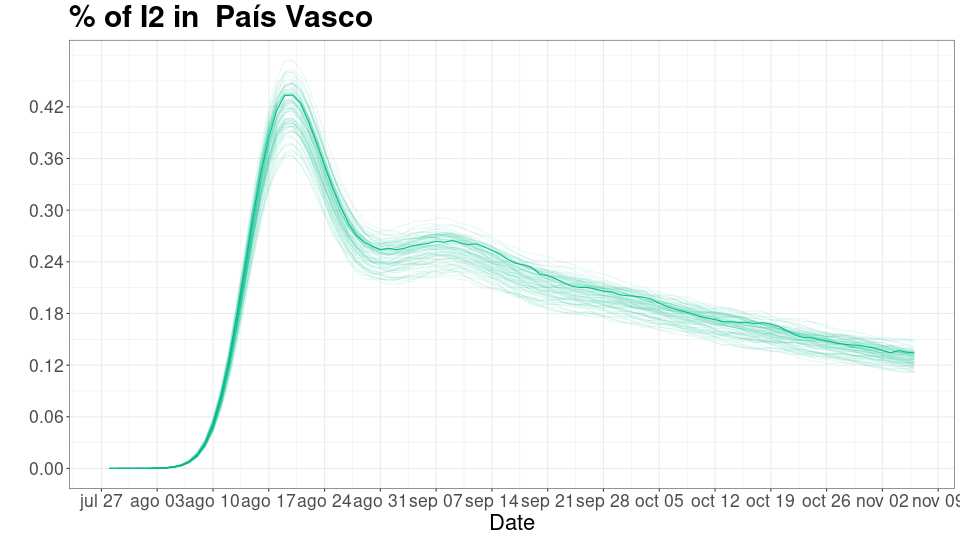 % of I2 in  País Vasco
0.42
0.36
0.30
0.24
0.18
0.12
0.06
0.00
jul 27 ago 03 ago 10 ago 17 ago 24 ago 31 sep 07 sep 14 sep 21 sep 28 oct 05 oct 12 oct 19 oct 26 nov 02 nov 09
Date